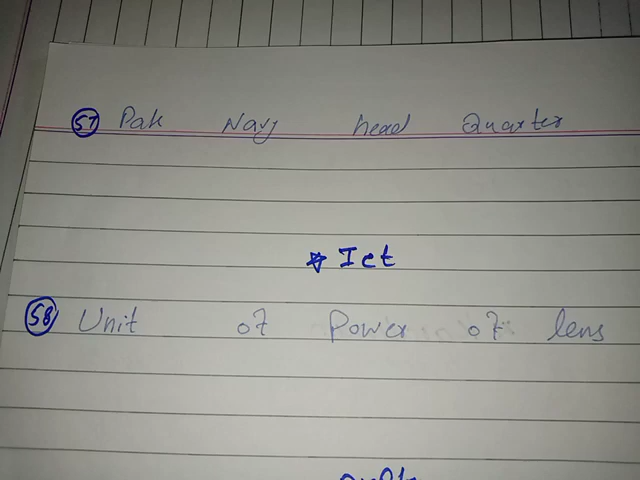 57 Pak Navy head Quarter
* Ict
58 Unit of Power of lens